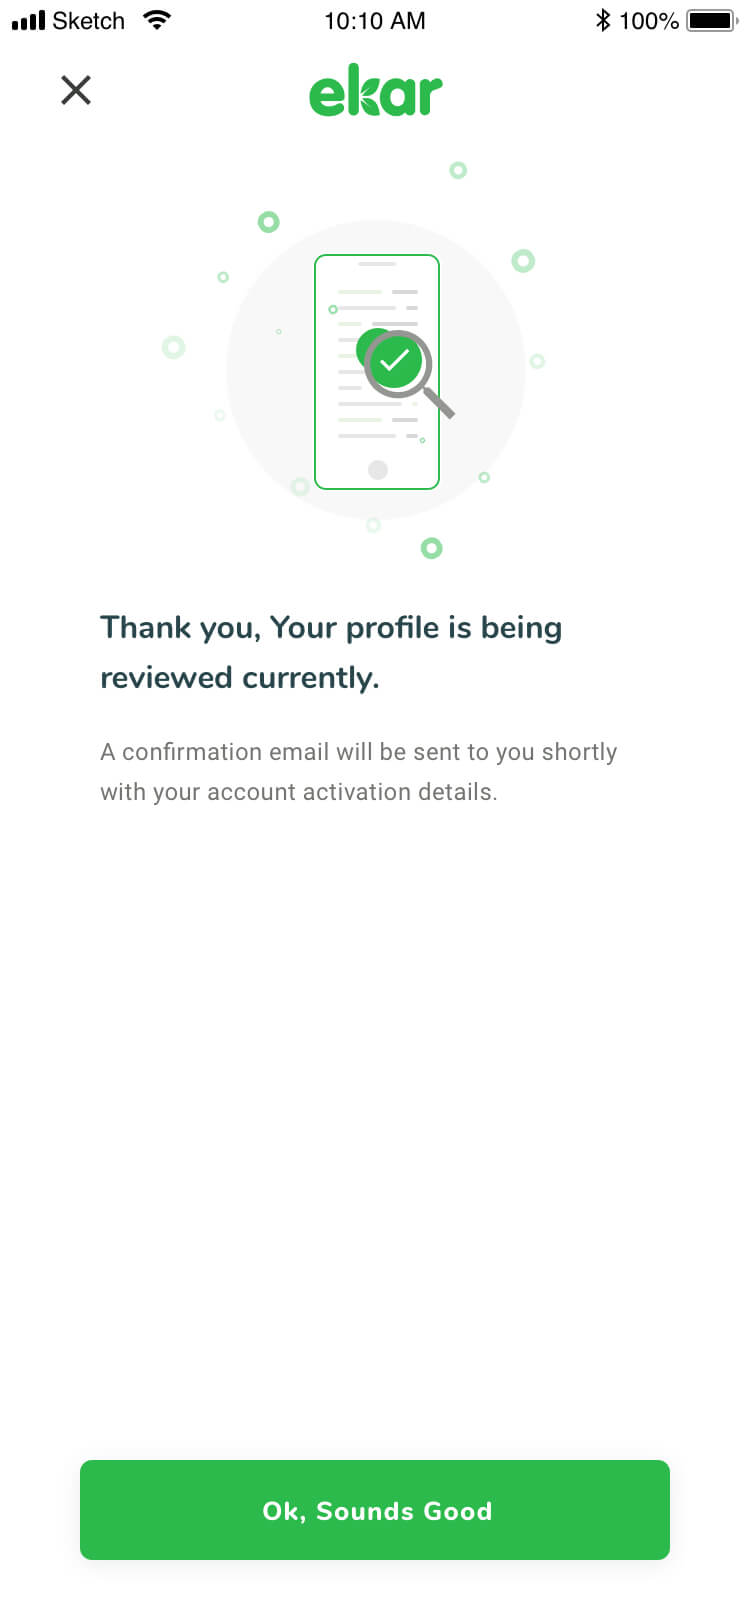 Sketch 10:10 AM 100%
ekar
Thank you, Your profile is being
reviewed currently.
A confirmation email will be sent to you shortly
with your account activation details.
Ok, Sounds Good